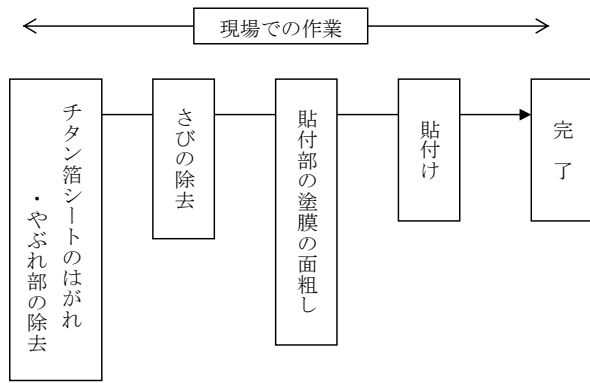 現場での作業
チタン箔シートのはがれ
・やぶれ部の除去
さびの除去
貼付部の塗膜の面粗し
貼付け
完了